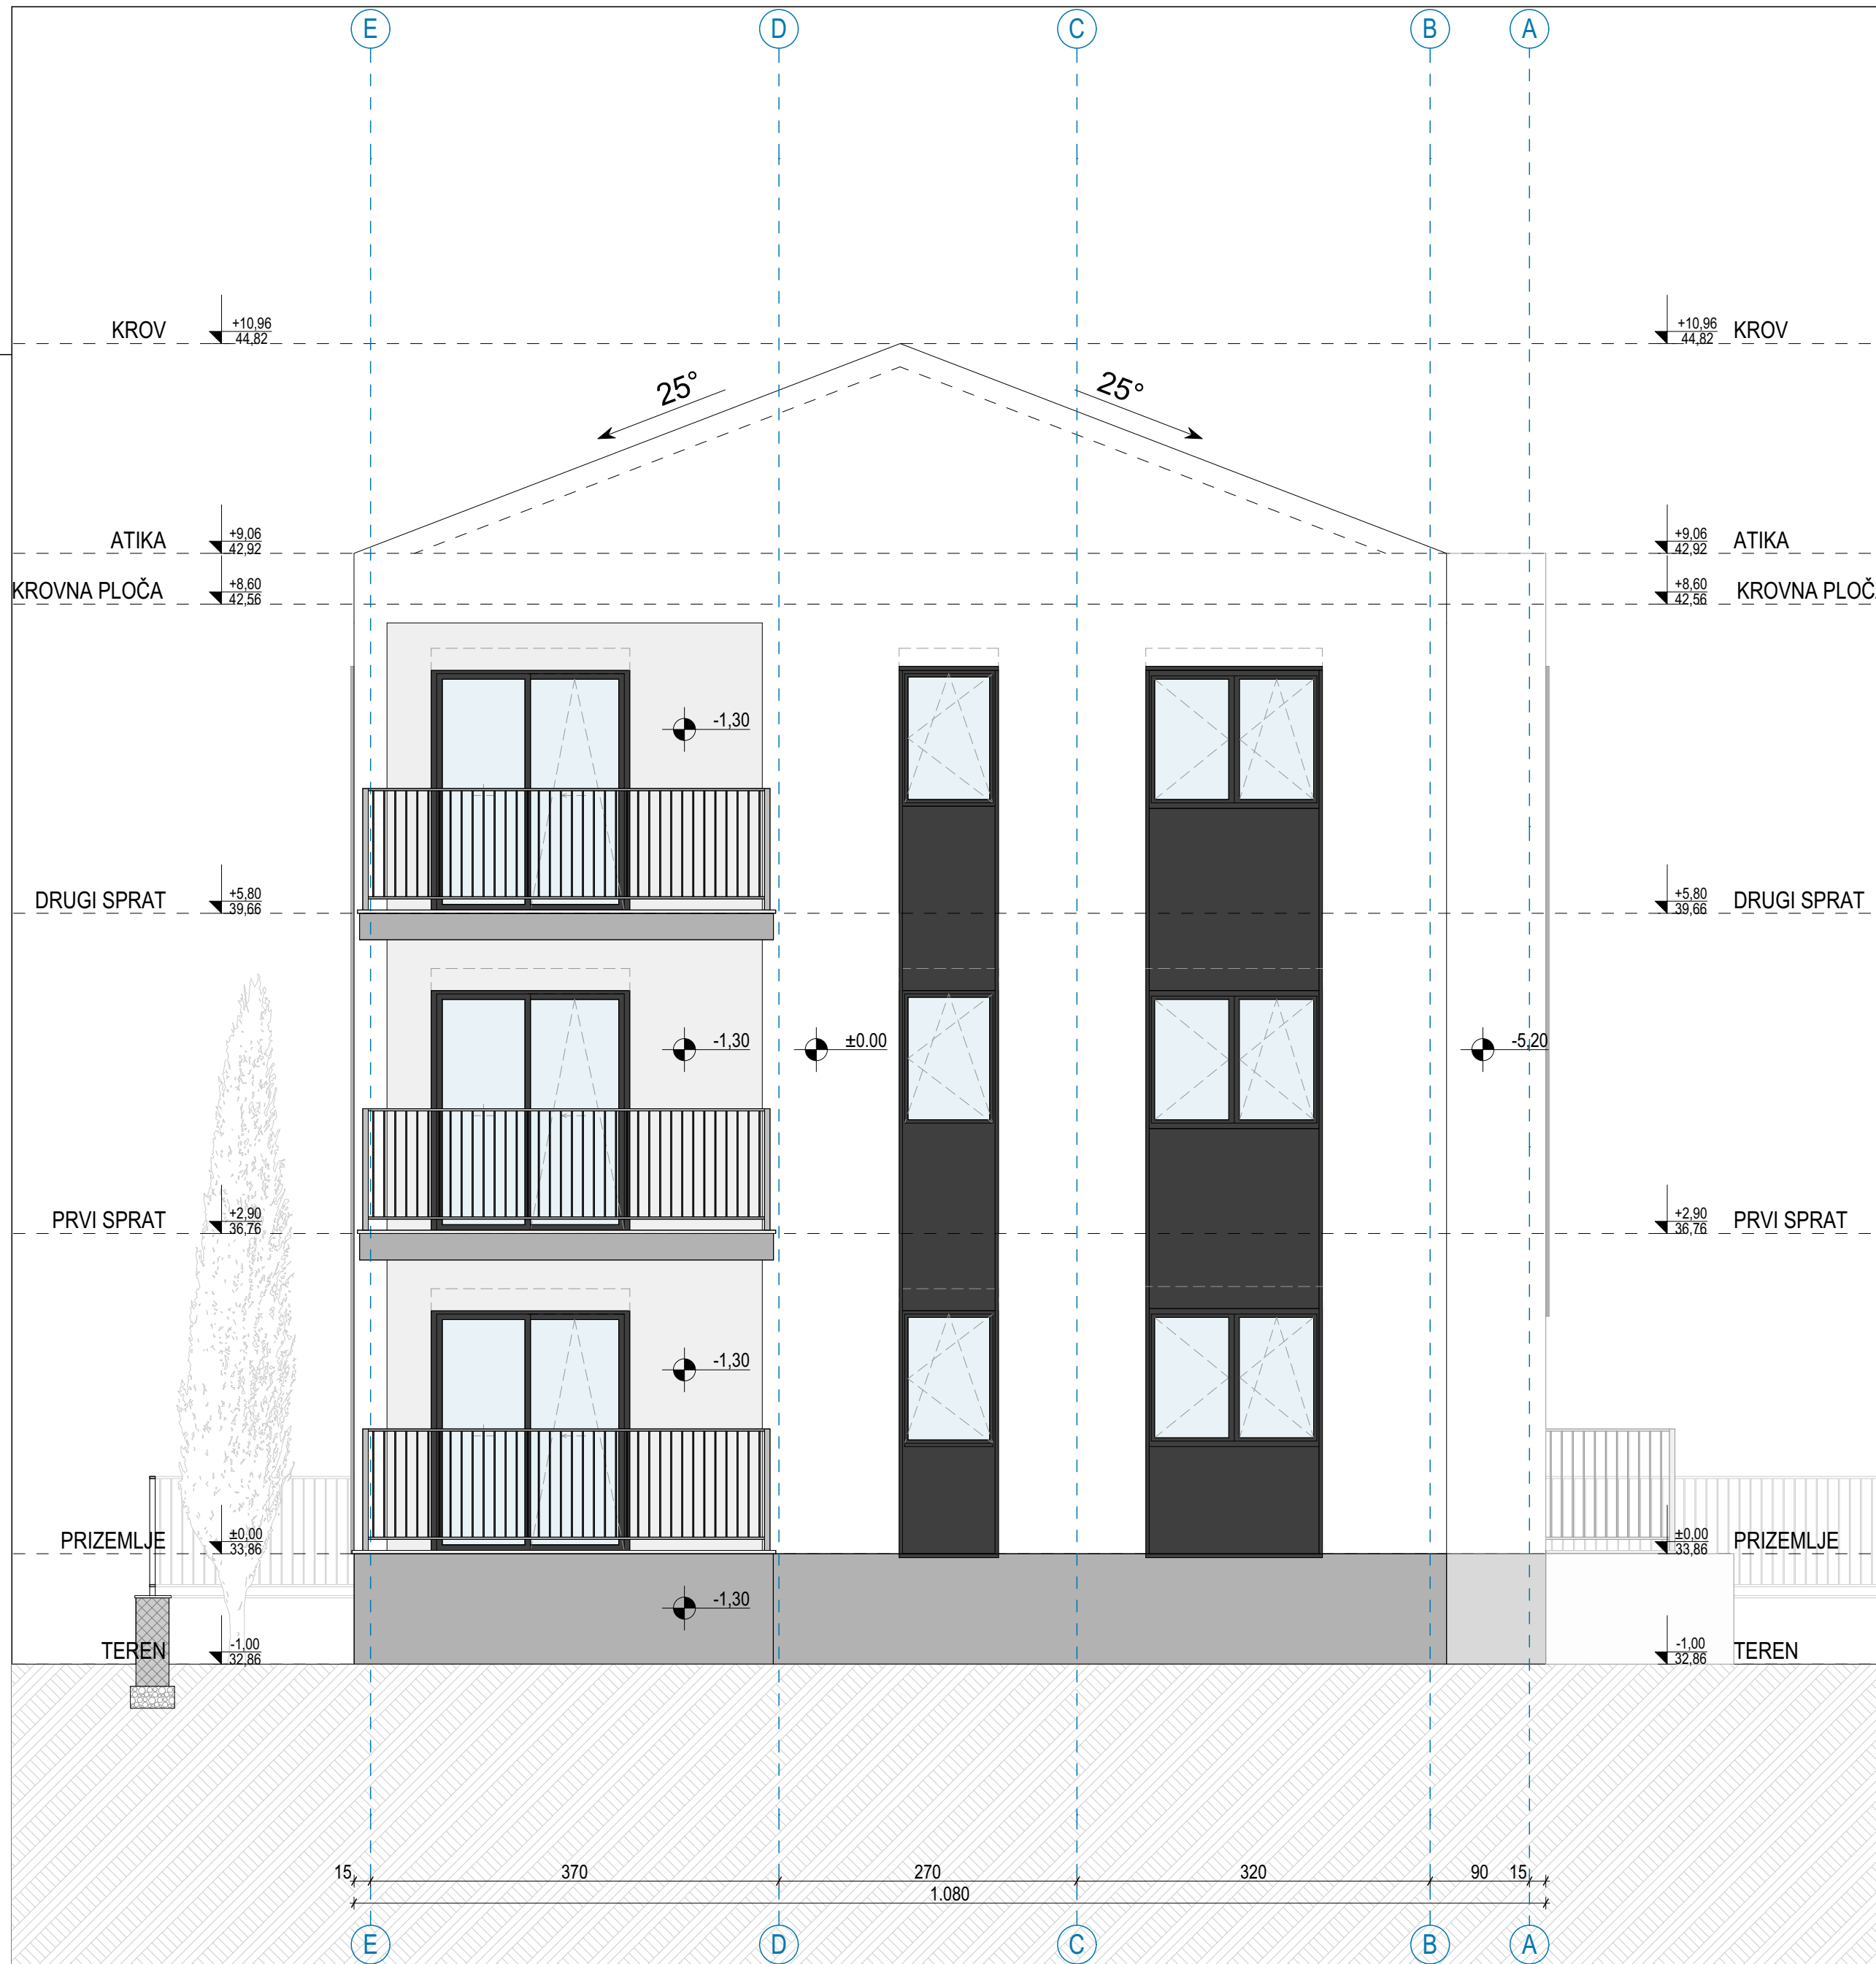 E D C B A
KROV +10,96 +10,96 KROV
44,82 44,82
25° 25°
ATIKA +9,06 +9,06 ATIKA
42,92 42,92
KROVNA PLOČA +8,60 +8,60 KROVNA PLOČ
42,56 42,56
-1,30
DRUGI SPRAT +5,80 +5,80 DRUGI SPRAT
39,66 39,66
-1,30 ±0.00 -5,20
PRVI SPRAT +2,90 +2,90 PRVI SPRAT
36,76 36,76
-1,30
PRIZEMLJE ±0,00 ±0,00 PRIZEMLJE
33,86 33,86
-1,30
TEREN -1,00 -1,00 TEREN
32,86 32,86
15 370 270 320 90 15
1.080
E D C B A